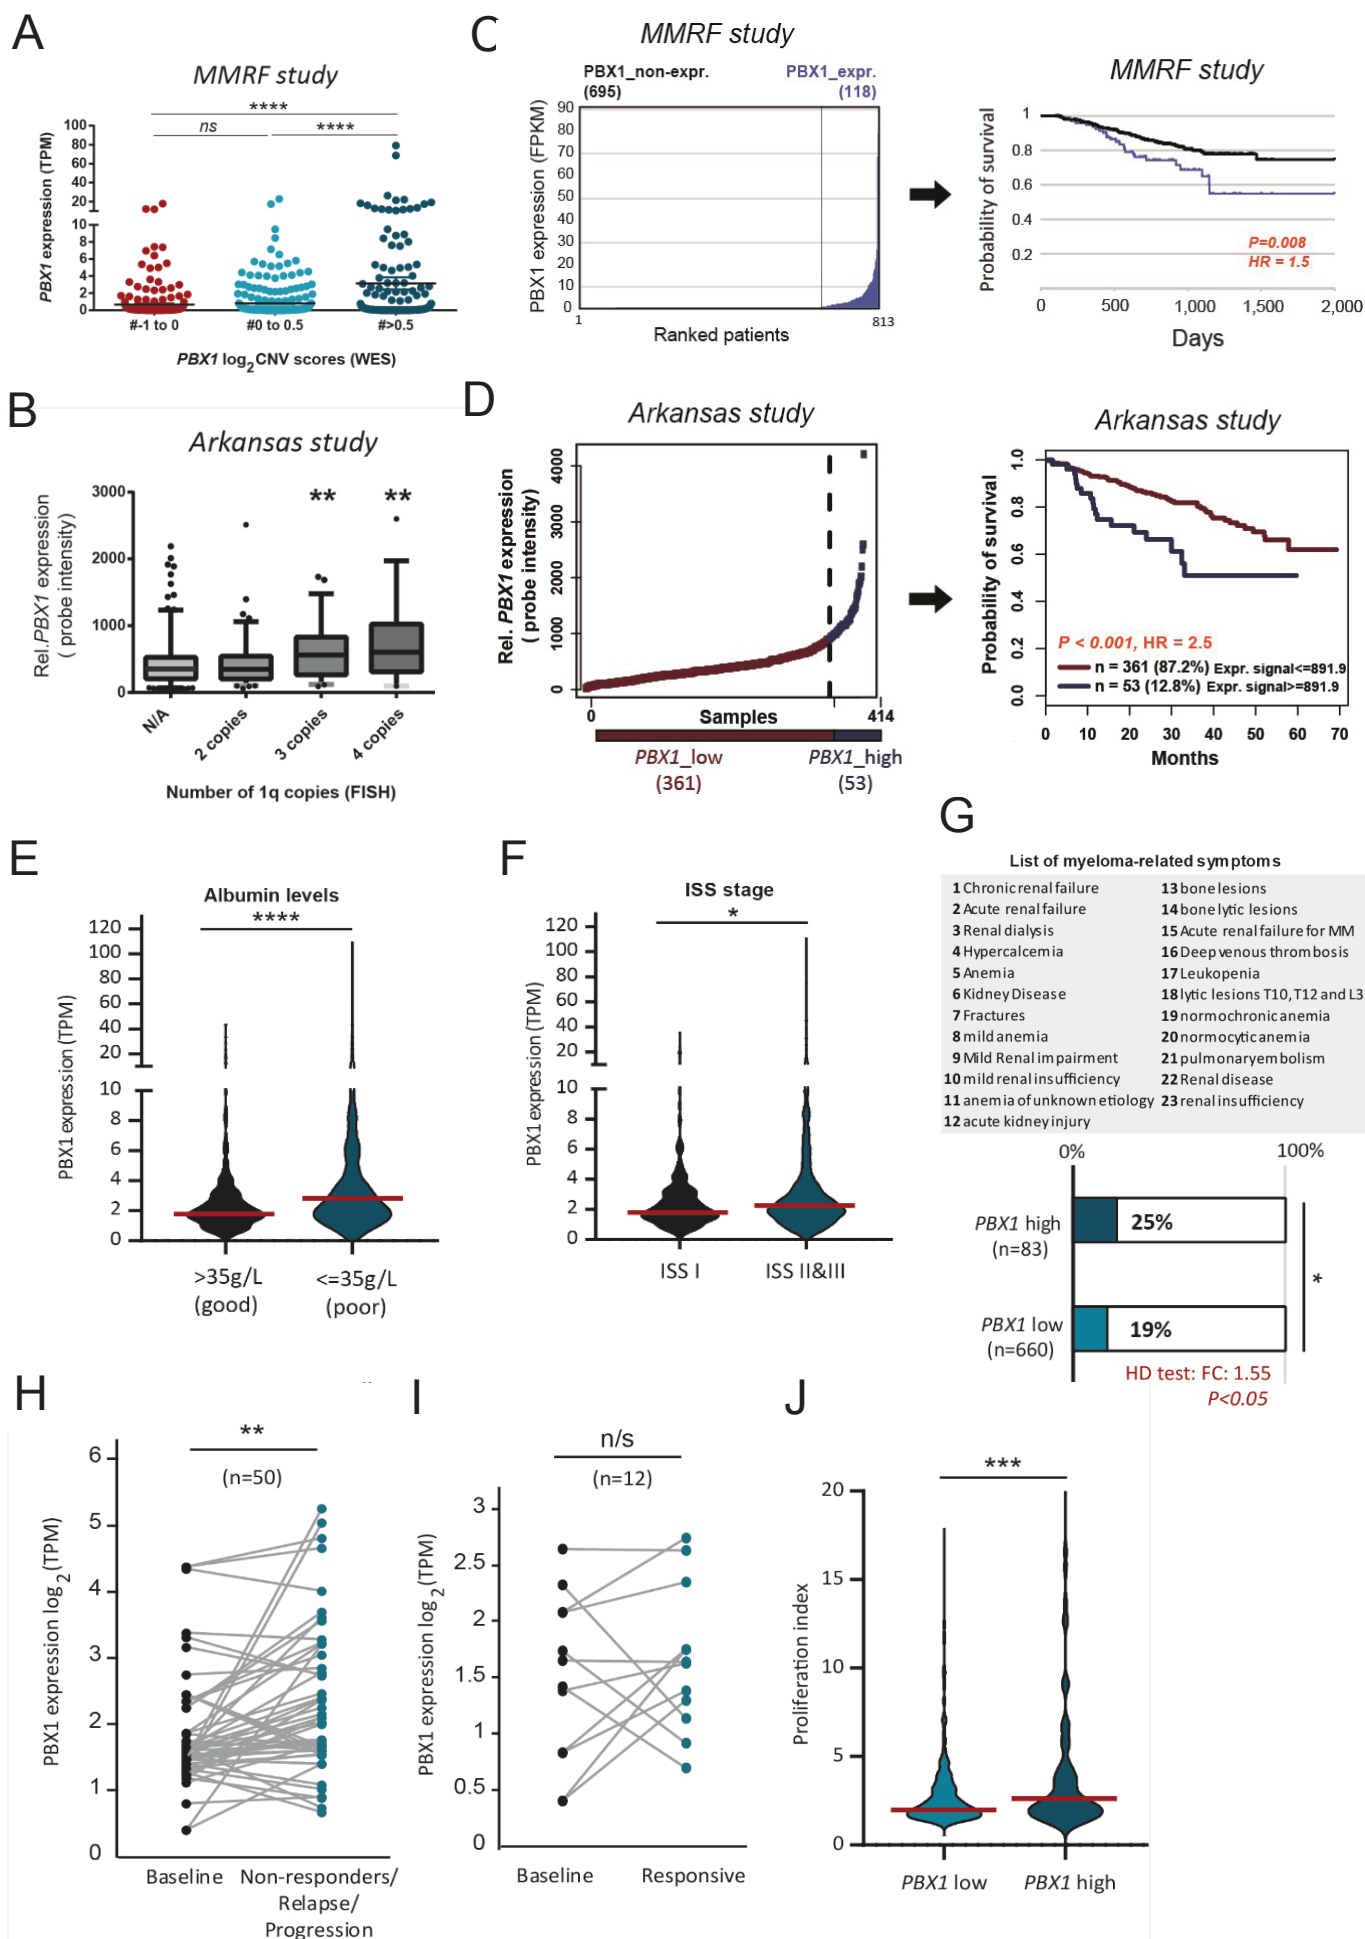 A
MMRF study
****
ns
****
PBX1 expression (TPM)
100
80
60
40
20
10
8
6
4
2
0
#-1 to 0
#0 to 0.5
#>0.5
PBX1 log2CNV scores (WES)
B
Arkansas study
Rel.PBX1 expression
( probe intensity)
3000
2000
1000
0
**
**
N/A
2 copies
3 copies
4 copies
Number of 1q copies (FISH)
C
MMRF study
PBX1_non-expr.
(695)
PBX1_expr.
(118)
PBX1 expression (FPKM)
90
80
70
60
50
40
30
20
10
0
1
813
Ranked patients
MMRF study
Probability of survival
1
0.8
0.6
0.4
0.2
P=0.008
HR = 1.5
0
500
1,000
1,500
2,000
Days
D
Arkansas study
Rel. PBX1 expression
( probe intensity)
4000
3000
2000
1000
0
0
Samples
414
PBX1_low
(361)
PBX1_high
(53)
Arkansas study
Probability of survival
1.0
0.8
0.6
0.4
0.2
0.0
P < 0.001, HR = 2.5
n = 361 (87.2%) Expr. signal<=891.9
n = 53 (12.8%) Expr. signal>=891.9
0 10 20 30 40 50 60 70
Months
E
Albumin levels
****
PBX1 expression (TPM)
120
100
80
60
40
20
10
8
6
4
2
0
>35g/L
(good)
<=35g/L
(poor)
F
ISS stage
*
PBX1 expression (TPM)
120
100
80
60
40
20
10
8
6
4
2
0
ISS I
ISS II&III
G
List of myeloma-related symptoms
1 Chronic renal failure
2 Acute renal failure
3 Renal dialysis
4 Hypercalcemia
5 Anemia
6 Kidney Disease
7 Fractures
8 mild anemia
9 Mild Renal impairment
10 mild renal insufficiency
11 anemia of unknown etiology
12 acute kidney injury
13 bone lesions
14 bone lytic lesions
15 Acute renal failure for MM
16 Deep venous thrombosis
17 Leukopenia
18 lytic lesions T10, T12 and L3
19 normochronic anemia
20 normocytic anemia
21 pulmonary embolism
22 Renal disease
23 renal insufficiency
0%
100%
PBX1 high
(n=83)
25%
PBX1 low
(n=660)
19%
*
HD test: FC: 1.55
P<0.05
H
**
(n=50)
PBX1 expression log2(TPM)
6
5
4
3
2
1
0
Baseline
Non-responders/
Relapse/
Progression
I
n/s
(n=12)
PBX1 expression log2(TPM)
3
2.5
2
1.5
1
0.5
0
Baseline
Responsive
J
***
Proliferation index
20
15
10
5
0
PBX1 low
PBX1 high